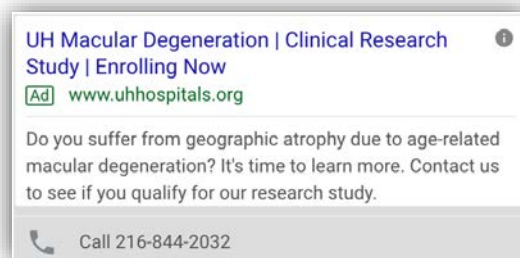 UH Macular Degeneration | Clinical Research
Study | Enrolling Now
Ad www.uhhospitals.org
Do you suffer from geographic atrophy due to age-related
macular degeneration? It's time to learn more. Contact us
to see if you qualify for our research study.
Call 216-844-2032